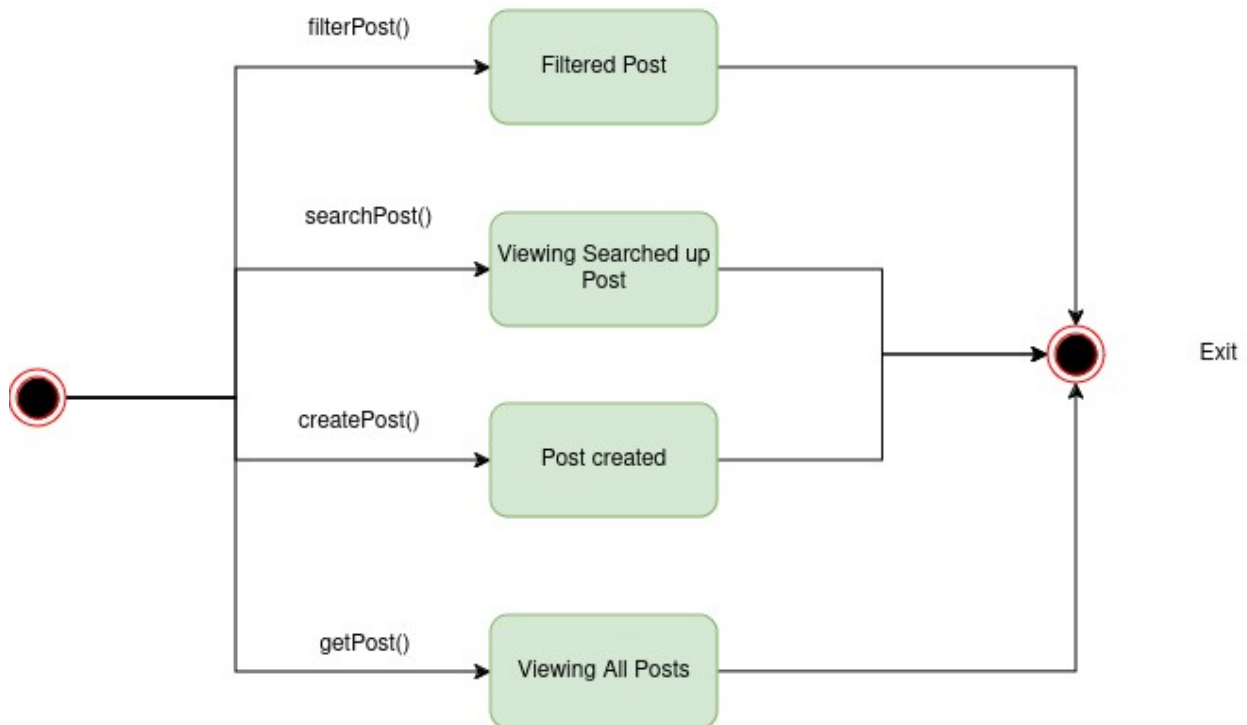 filterPost()
Filtered Post
searchPost()
Viewing Searched up
Post
Exit
createPost()
Post created
getPost()
Viewing All Posts